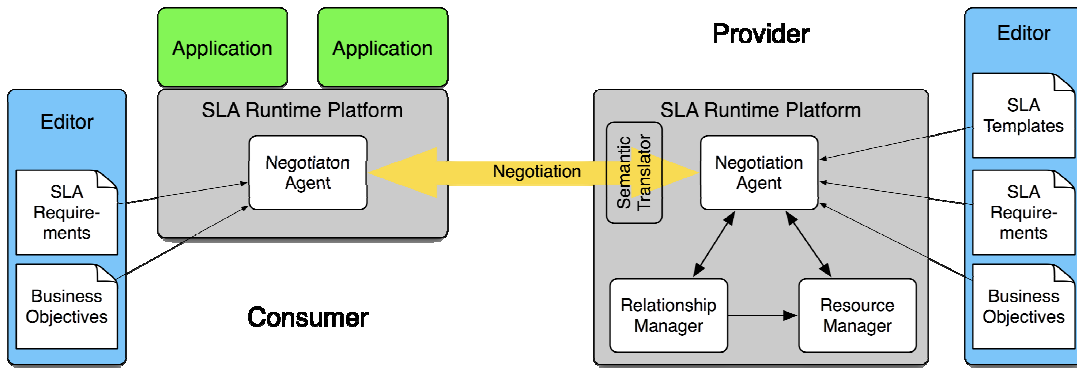 Application
Application
Provider
Editor
SLA Runtime Platform
SLA Runtime Platform
Editor
SLA
Templates
Negotiaton
Agent
Negotiation
Semantic
Translator
Negotiation
Agent
SLA
Require-
ments
SLA
Require-
ments
Business
Objectives
Consumer
Relationship
Manager
Resource
Manager
Business
Objectives